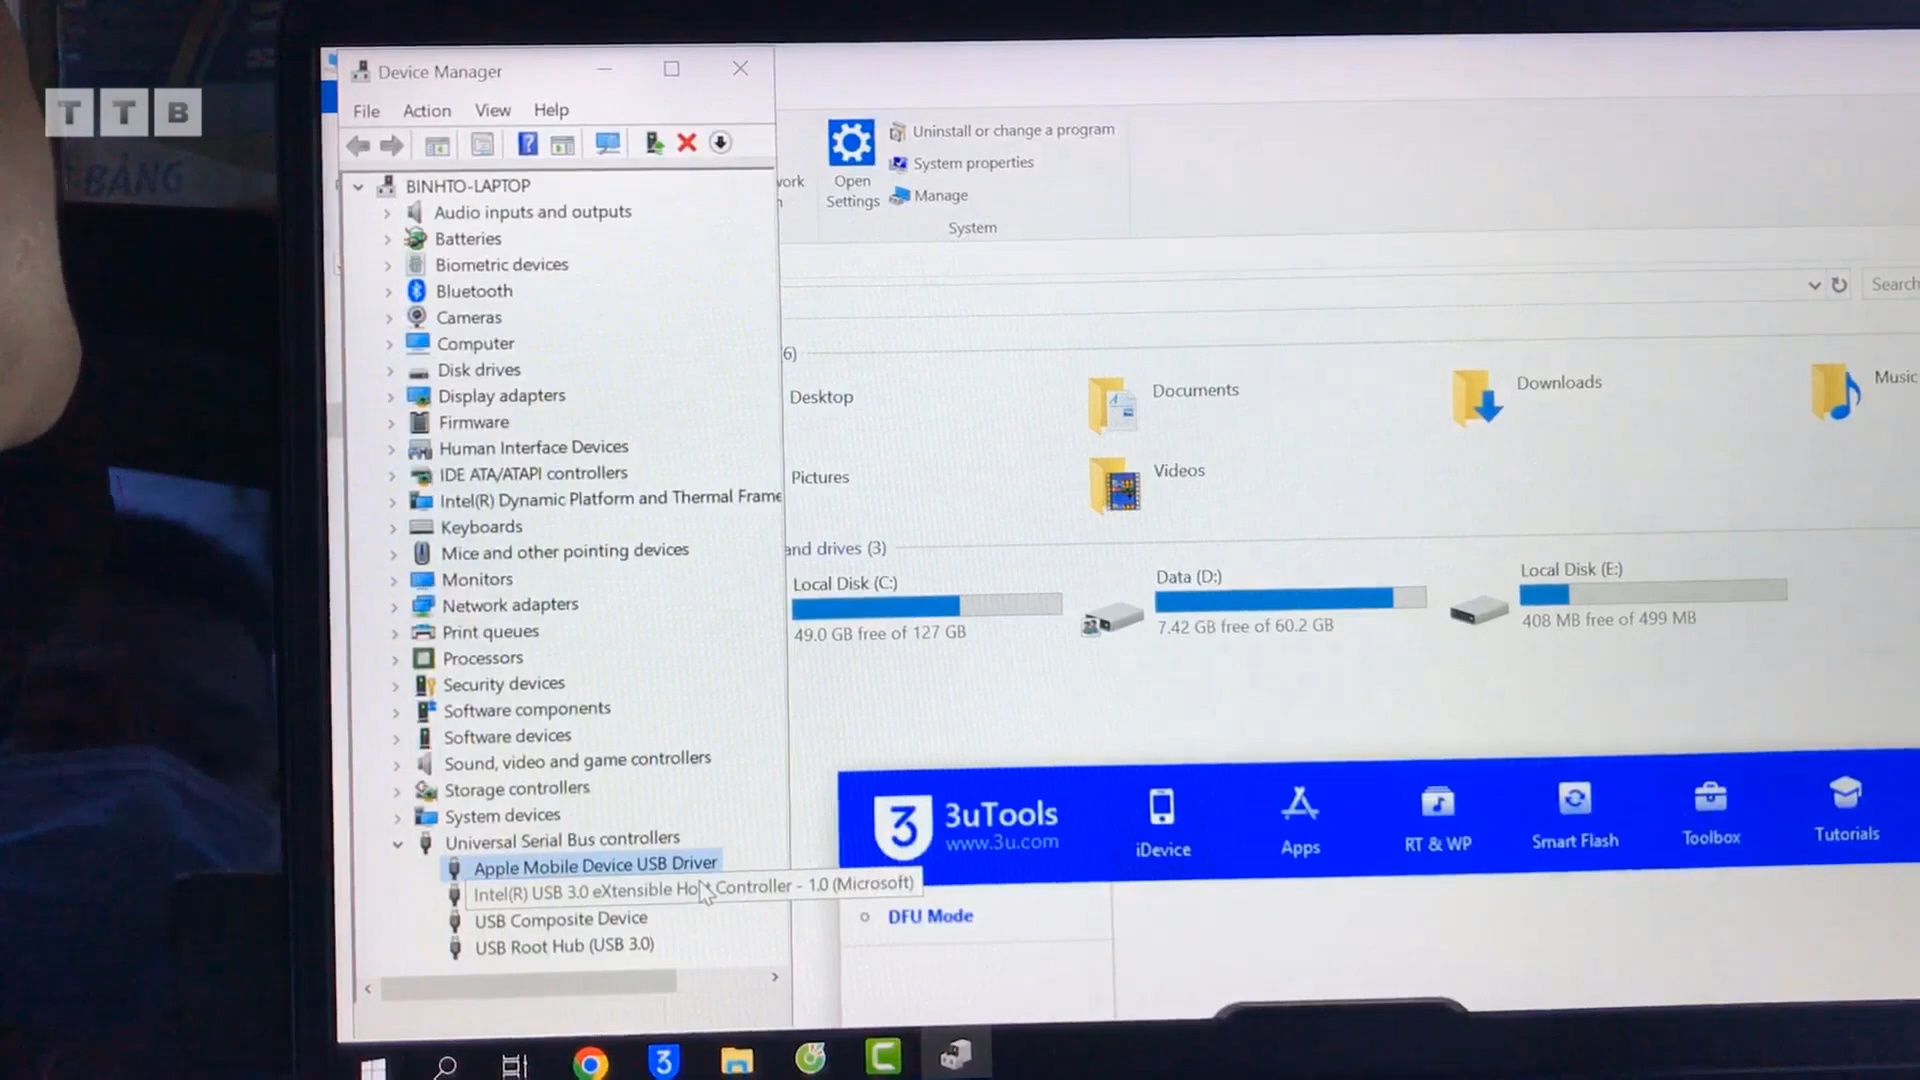 TTB
BẢNG
Device Manager
File Action View Help
BINHTO-LAPTOP
Audio inputs and outputs
Batteries
Biometric devices
Bluetooth
Cameras
Computer
Disk drives
Display adapters
Firmware
Human Interface Devices
IDE ATA/ATAPI controllers
Intel(R) Dynamic Platform and Thermal Frame
Keyboards
Mice and other pointing devices
Monitors
Network adapters
Print queues
Processors
Security devices
Software components
Software devices
Sound, video and game controllers
Storage controllers
System devices
Universal Serial Bus controllers
Apple Mobile Device USB Driver
Intel(R) USB 3.0 eXtensible Host Controller - 1.0 (Microsoft)
USB Composite Device
USB Root Hub (USB 3.0)
ork
Open
Settings
Uninstall or change a program
System properties
Manage
System
Search
6)
Desktop
Documents
Downloads
Music
Pictures
Videos
and drives (3)
Local Disk (C:)
49.0 GB free of 127 GB
Data (D:)
7.42 GB free of 60.2 GB
Local Disk (E:)
408 MB free of 499 MB
3 3uTools
www.3u.com
iDevice
Apps
RT & WP
Smart Flash
Toolbox
Tutorials
DFU Mode
3